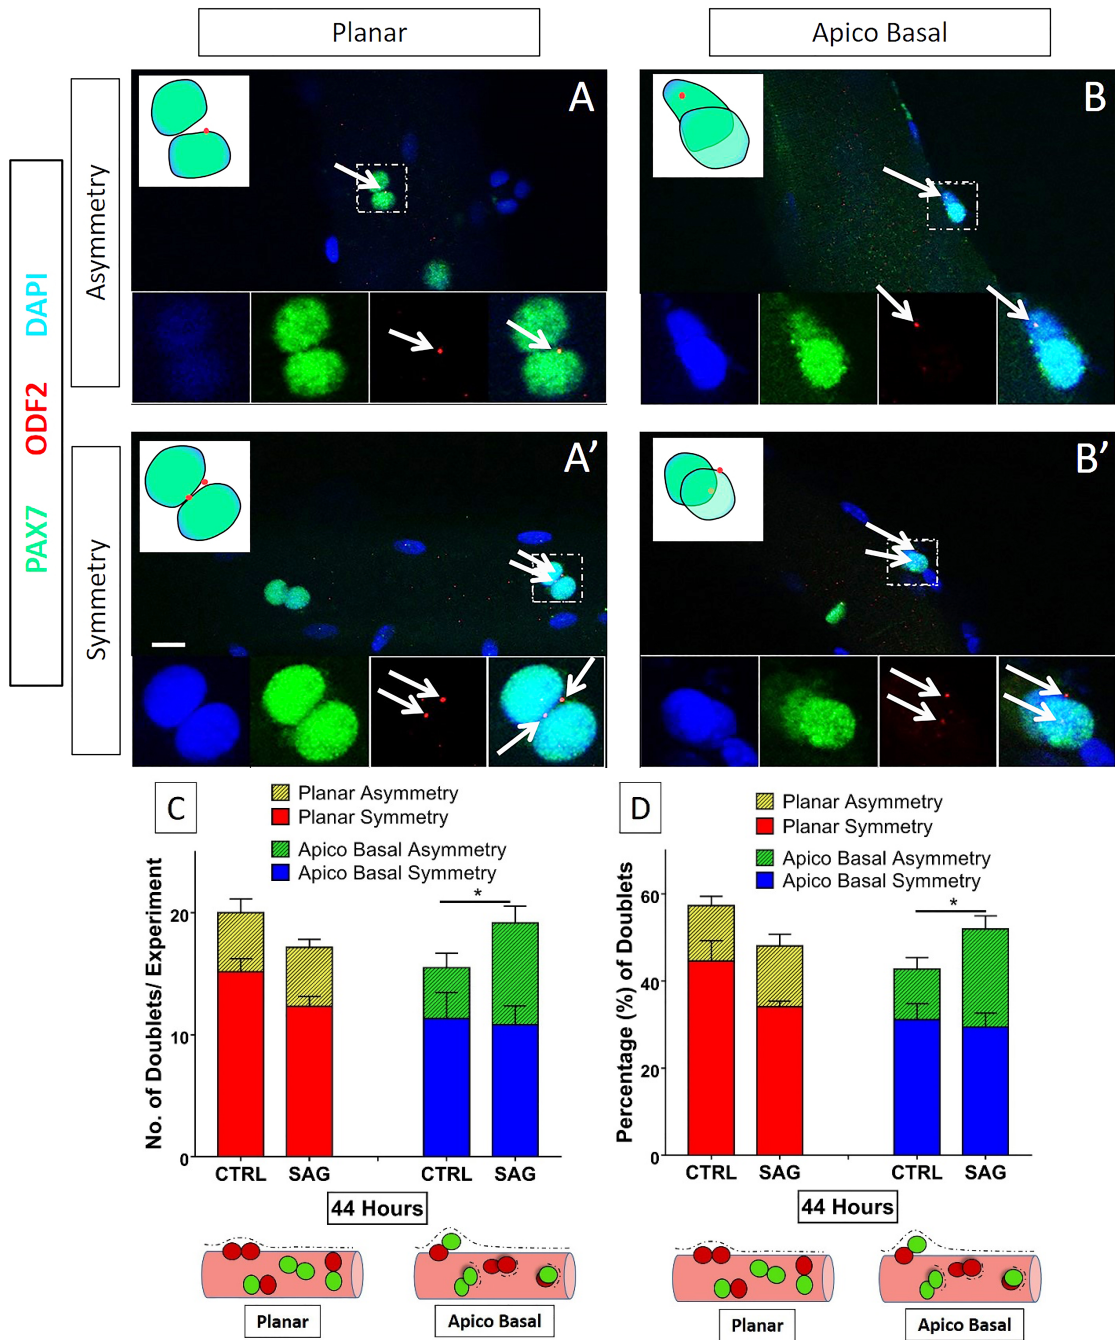 Planar
Apico Basal
PAX7 ODF2 DAPI
Asymmetry
A
B
Symmetry
A'
B'
C
Planar Asymmetry
Planar Symmetry
Apico Basal Asymmetry
Apico Basal Symmetry
No. of Doublets/ Experiment
20
10
0
*
CTRL
SAG
CTRL
SAG
44 Hours
Planar
Apico Basal
D
Planar Asymmetry
Planar Symmetry
Apico Basal Asymmetry
Apico Basal Symmetry
Percentage (%) of Doublets
60
40
20
0
*
CTRL
SAG
CTRL
SAG
44 Hours
Planar
Apico Basal